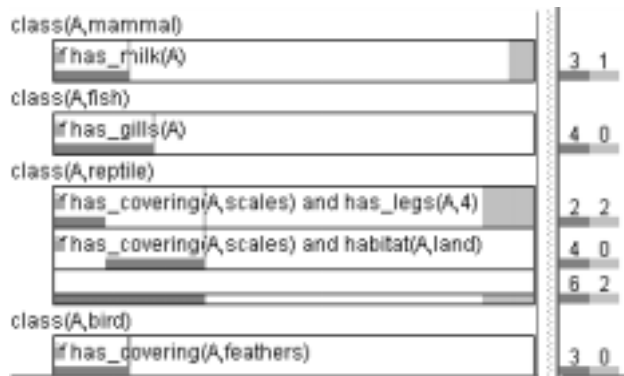 class(A,mammal)
if has_milk(A) 3 1
class(A,fish)
if has_gills(A) 4 0
class(A,reptile)
if has_covering(A,scales) and has_legs(A,4) 2 2
if has_covering(A,scales) and habitat(A,land) 4 0
6 2
class(A,bird)
if has_covering(A,feathers) 3 0